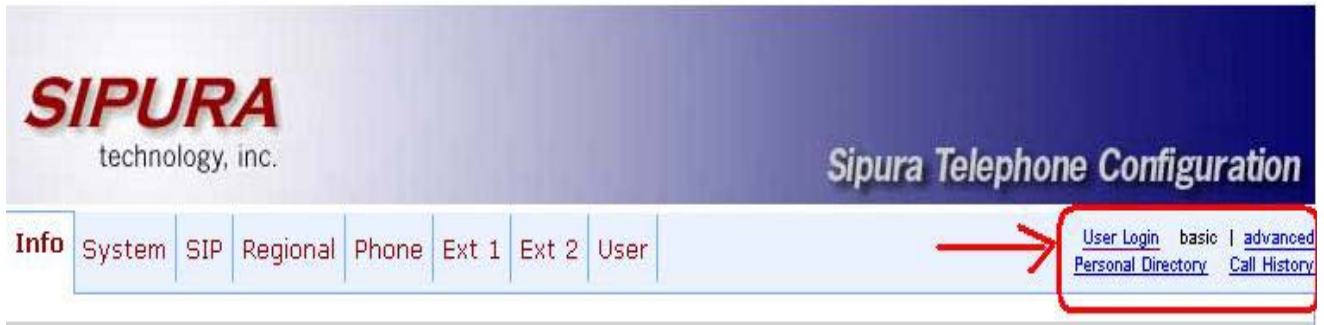 SIPURA
technology, inc.
Sipura Telephone Configuration
Info System SIP Regional Phone Ext 1 Ext 2 User
User Login basic | advanced
Personal Directory Call History